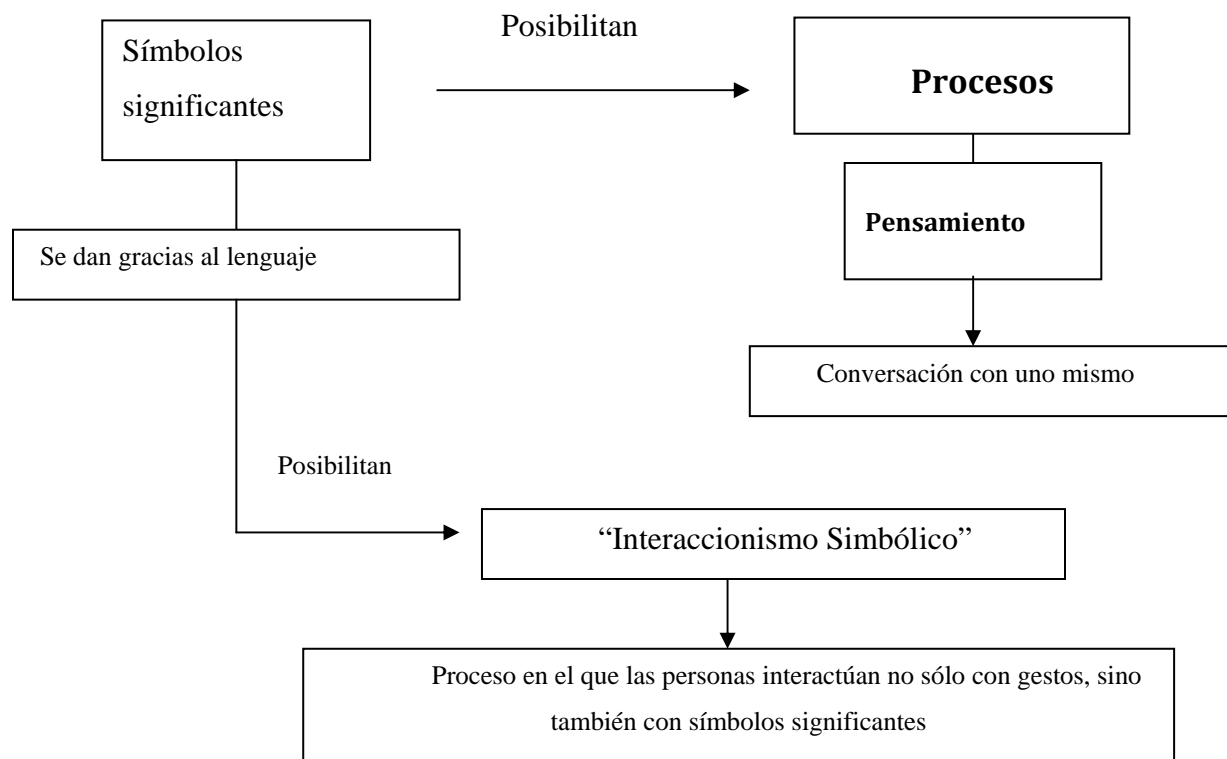 Símbolos
significantes
Posibilitan
Procesos
Pensamiento
Se dan gracias al lenguaje
Conversación con uno mismo
Posibilitan
“Interaccionismo Simbólico”
Proceso en el que las personas interactúan no sólo con gestos, sino
también con símbolos significantes